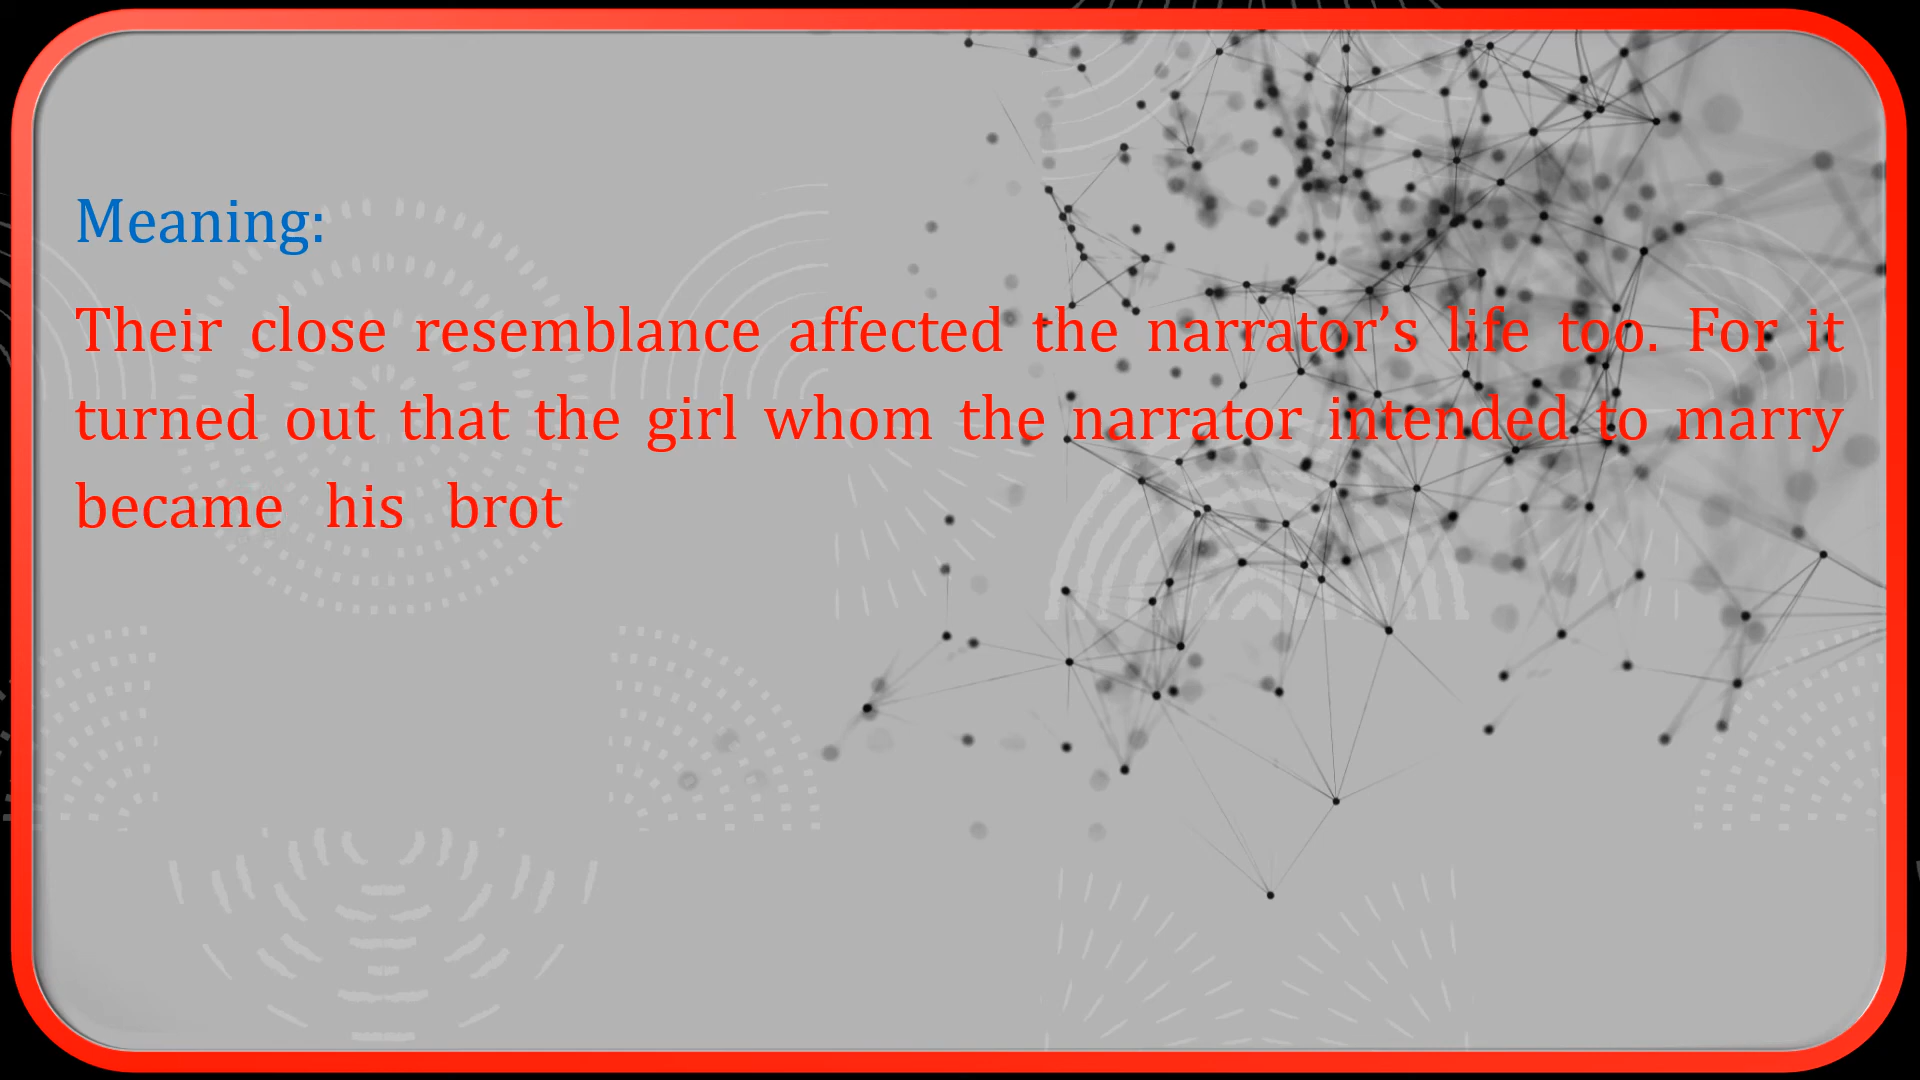 Meaning:
Their close resemblance affected the narrator’s life too. For it
turned out that the girl whom the narrator intended to marry
became his brot